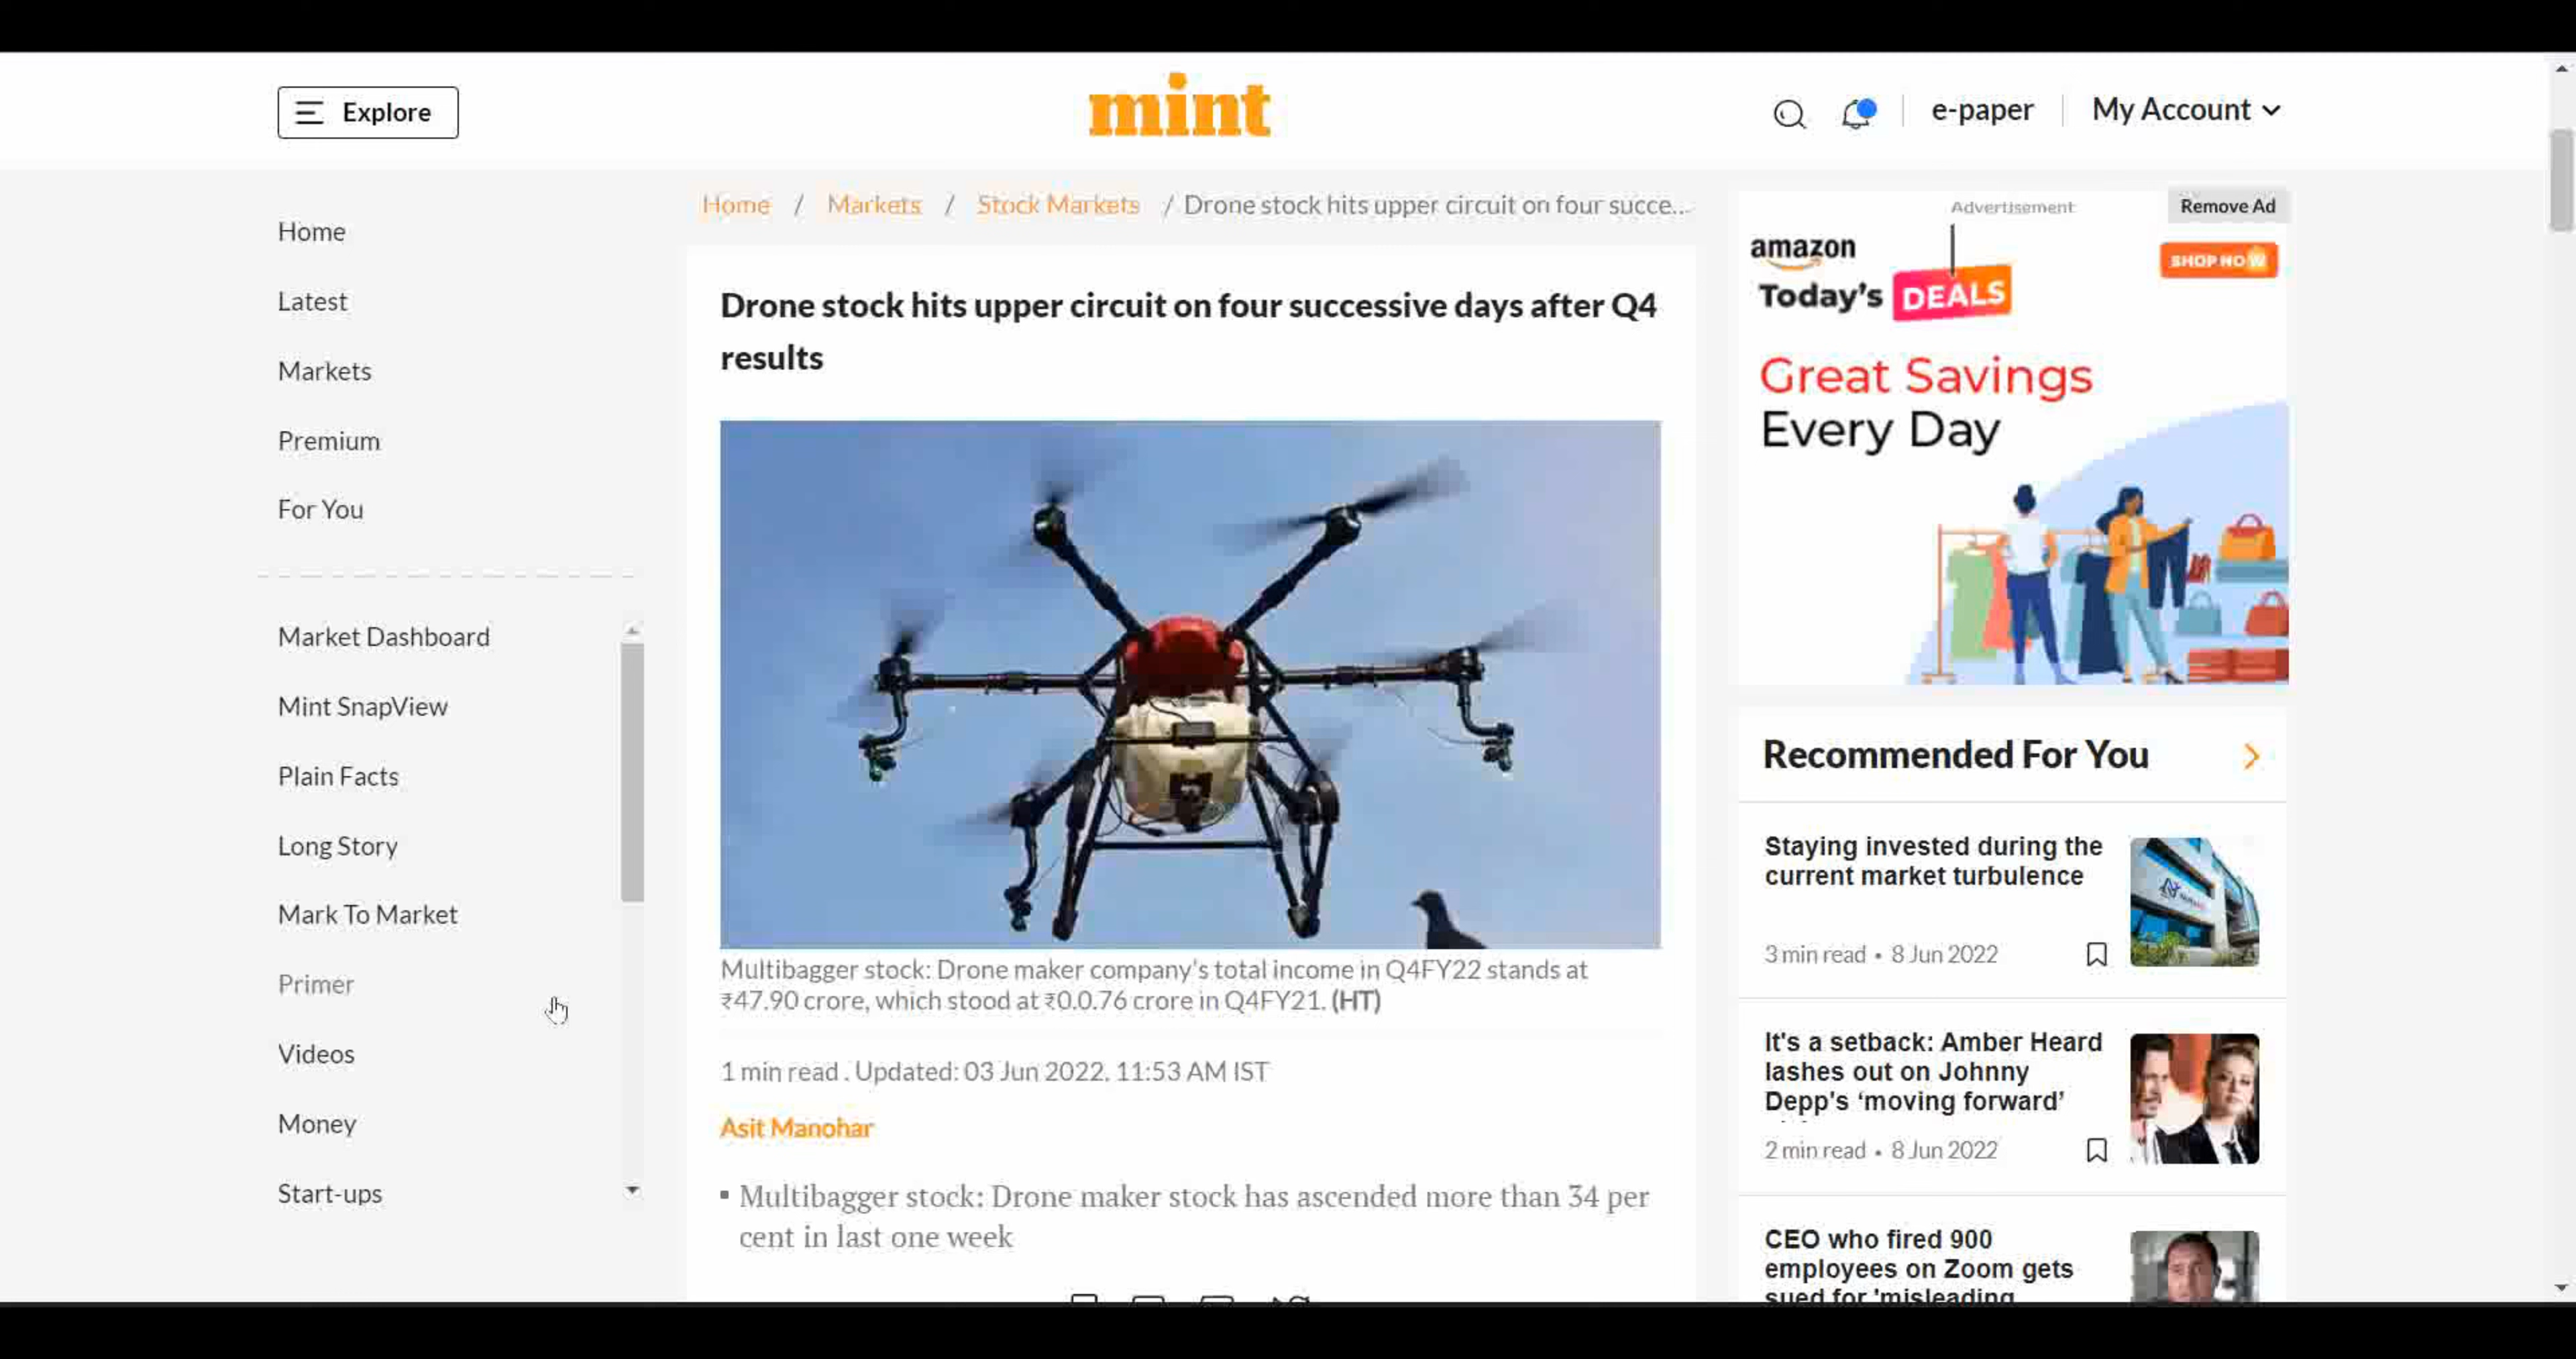 Explore
mint
e-paper
My Account
Home
Latest
Markets
Premium
For You
Market Dashboard
Mint SnapView
Plain Facts
Long Story
Mark To Market
Primer
Videos
Money
Start-ups
Home / Markets / Stock Markets / Drone stock hits upper circuit on four succe...
Drone stock hits upper circuit on four successive days after Q4
results
Multibagger stock: Drone maker company's total income in Q4FY22 stands at
₹47.90 crore, which stood at ₹0.0.76 crore in Q4FY21. (HT)
1 min read . Updated: 03 Jun 2022, 11:53 AM IST
Asit Manohar
▪ Multibagger stock: Drone maker stock has ascended more than 34 per
cent in last one week
Advertisement
Remove Ad
amazon
SHOP NOW
Today's DEALS
Great Savings
Every Day
Recommended For You
Staying invested during the
current market turbulence
3 min read • 8 Jun 2022
It's a setback: Amber Heard
lashes out on Johnny
Depp's ‘moving forward’
2 min read • 8 Jun 2022
CEO who fired 900
employees on Zoom gets
sued for 'misleading